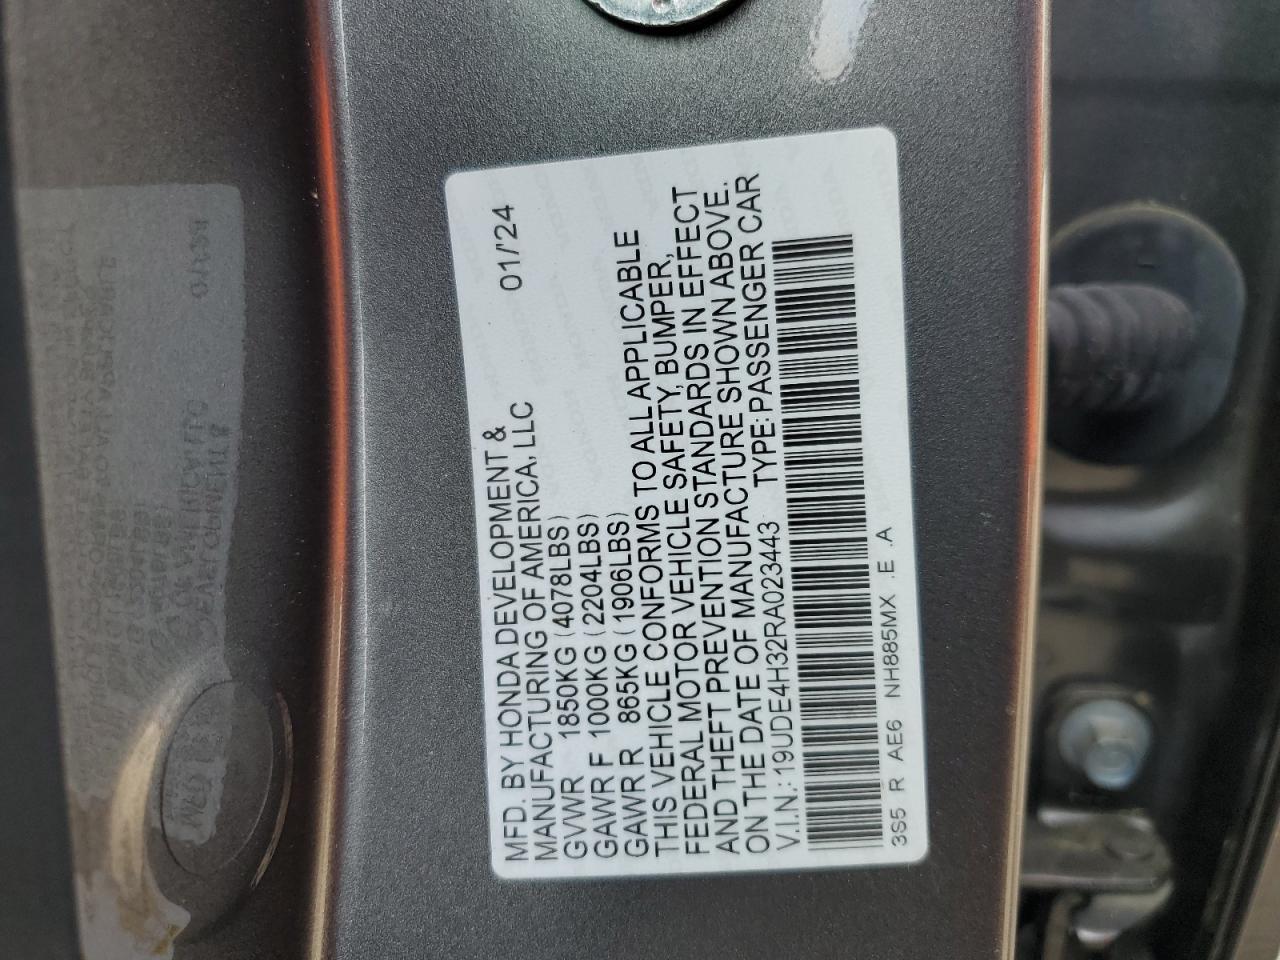 MFD. BY HONDA DEVELOPMENT &
MANUFACTURING OF AMERICA, LLC 01/'24
GVWR 1850KG (4078LBS)
GAWR F 1000KG (2204LBS)
GAWR R 865KG (1906LBS)
THIS VEHICLE CONFORMS TO ALL APPLICABLE
FEDERAL MOTOR VEHICLE SAFETY, BUMPER,
AND THEFT PREVENTION STANDARDS IN EFFECT
ON THE DATE OF MANUFACTURE SHOWN ABOVE.
V.I.N.: 19UDE4H32RA023443 TYPE: PASSENGER CAR
3S5 R AE6 NH885MX .E .A